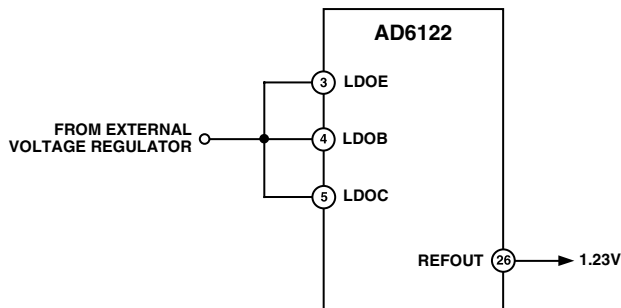 AD6122
3 LDOE
FROM EXTERNAL
VOLTAGE REGULATOR
4 LDOB
5 LDOC
REFOUT 26 1.23V